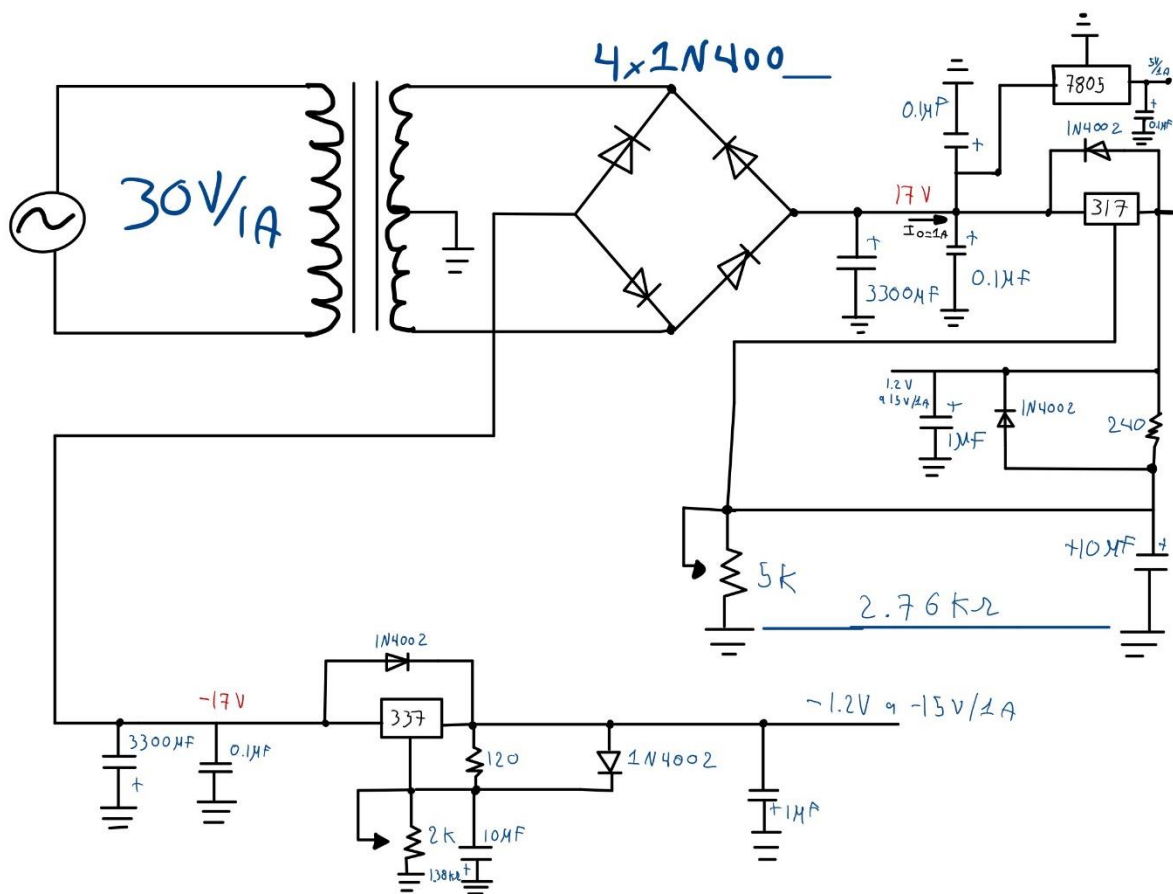 4x1N400_
30V/1A
0.1µF
+
7805
5V/1A
+
0.1µF
1N4002
17V
Io=1A
317
+
3300µF
+
0.1µF
1.2V
a 15V/1A
+
1µF
1N4002
240
5K
+10µF
+
2.76KΩ
1N4002
-17V
337
-1.2V a -15V/1A
3300µF
+
0.1µF
120
1N4002
2K
10µF
1.38KΩ
+
+1µF